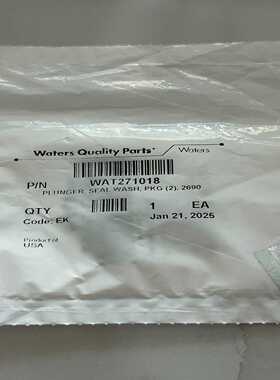 Waters Quality Parts™ Waters
P/N WAT271018
PLUNGER SEAL WASH, PKG (2), 2690
QTY 1 EA
Code: EK Jan 21, 2025
Product of
USA